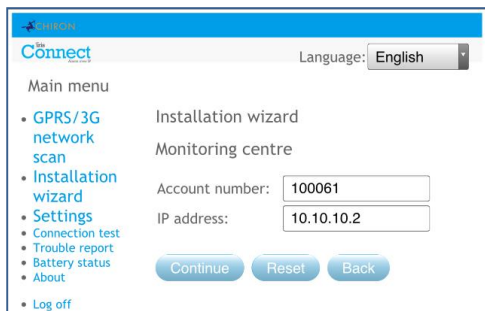 CHIRON
Connect
Language: English
Main menu
GPRS/3G
network
scan
Installation
wizard
Settings
Connection test
Trouble report
Battery status
About
Log off
Installation wizard
Monitoring centre
Account number: 100061
IP address: 10.10.10.2
Continue Reset Back